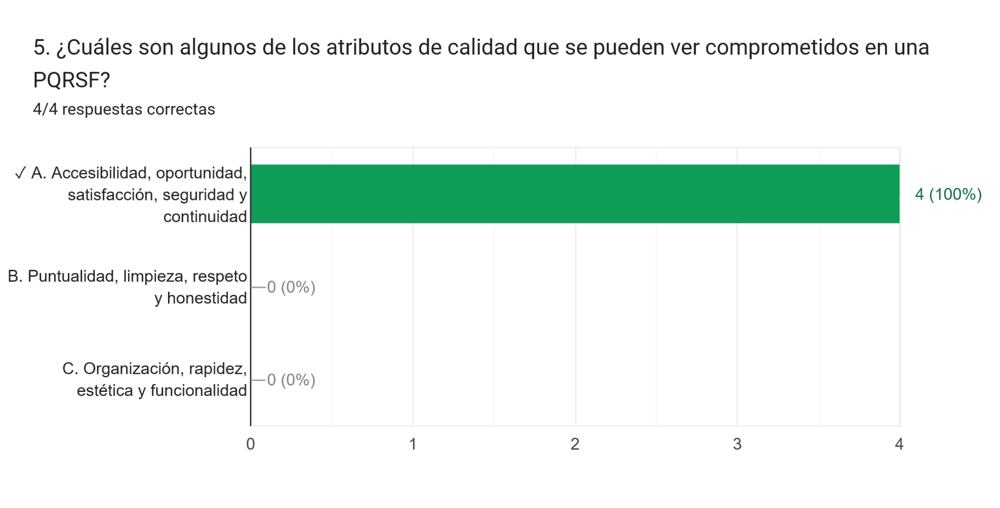 5. ¿Cuáles son algunos de los atributos de calidad que se pueden ver comprometidos en una
PQRSF?
4/4 respuestas correctas
✓ A. Accesibilidad, oportunidad,
satisfacción, seguridad y
continuidad
4 (100%)
B. Puntualidad, limpieza, respeto
y honestidad
0 (0%)
C. Organización, rapidez,
estética y funcionalidad
0 (0%)
0 1 2 3 4